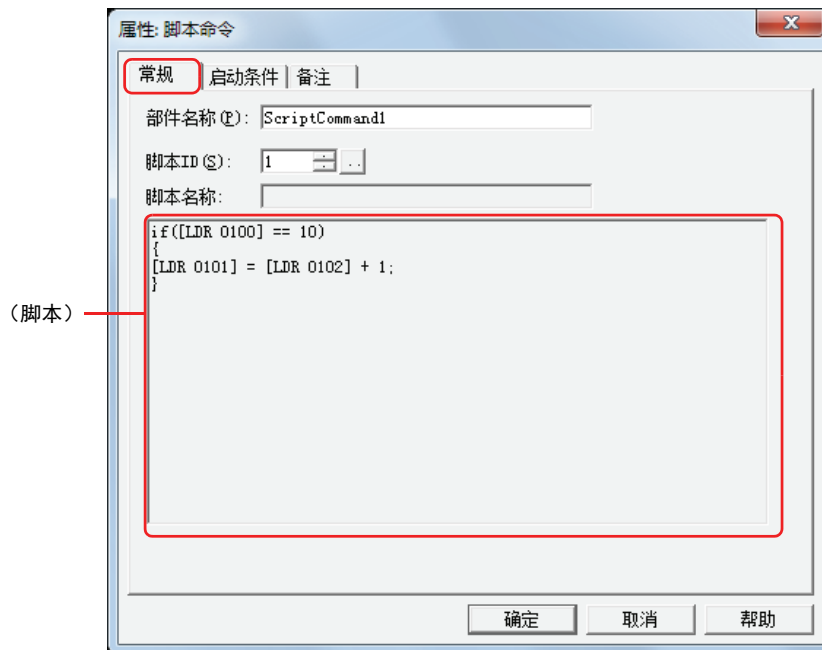 属性: 脚本命令
x
常规 启动条件 备注
部件名称(P): ScriptCommand1
脚本ID(S): 1 ..
脚本名称:
if([LDR 0100] == 10)
{
[LDR 0101] = [LDR 0102] + 1;
}
（脚本）
确定 取消 帮助